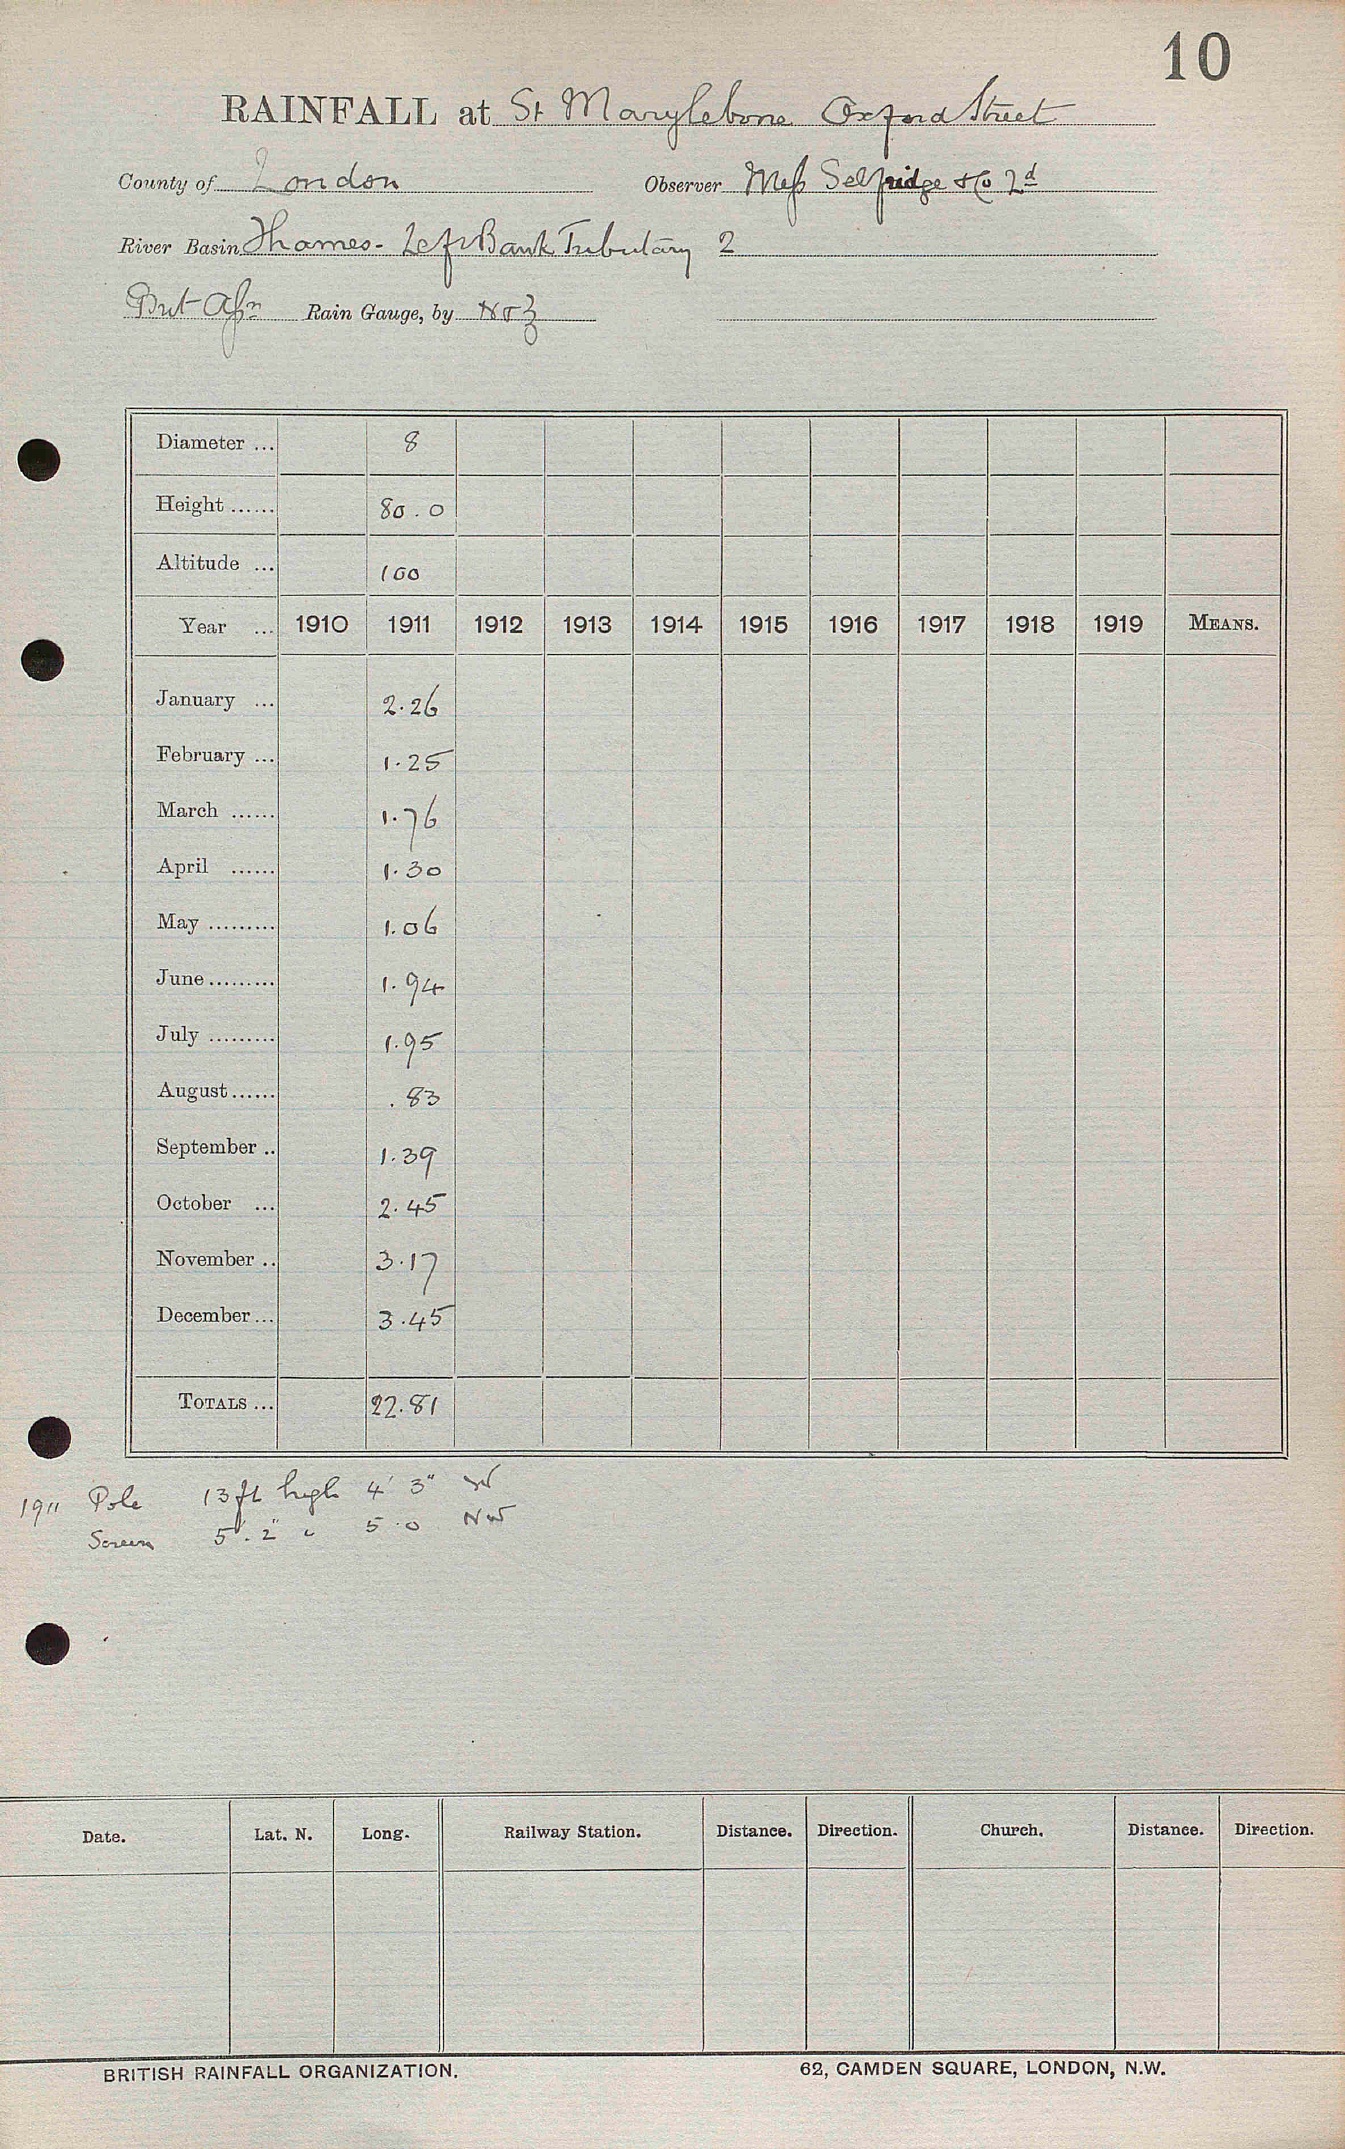 10
RAINFALL at St Marylebone Oxford Street
County of London Observer Mess Selfridge & Co Ld
River Basin Thames - Left Bank Tributary 2
Rain Gauge, by
Diameter ... 8
Height ...... 80.0
Altitude ... 100
Year ... 1910 1911 1912 1913 1914 1915 1916 1917 1918 1919 MEANS.
January ... 2.26
February ... 1.25
March ...... 1.76
April ...... 1.30
May ......... 1.06
June ......... 1.94
July ......... 1.95
August ...... .83
September .. 1.39
October ... 2.45
November .. 3.17
December ... 3.45
TOTALS ... 22.81
1911 Pole 13 ft high 4' 3" W
Screen 5'. 2" " 5.0 NW
Date. Lat. N. Long. Railway Station. Distance. Direction. Church. Distance. Direction.
BRITISH RAINFALL ORGANIZATION. 62, CAMDEN SQUARE, LONDON, N.W.